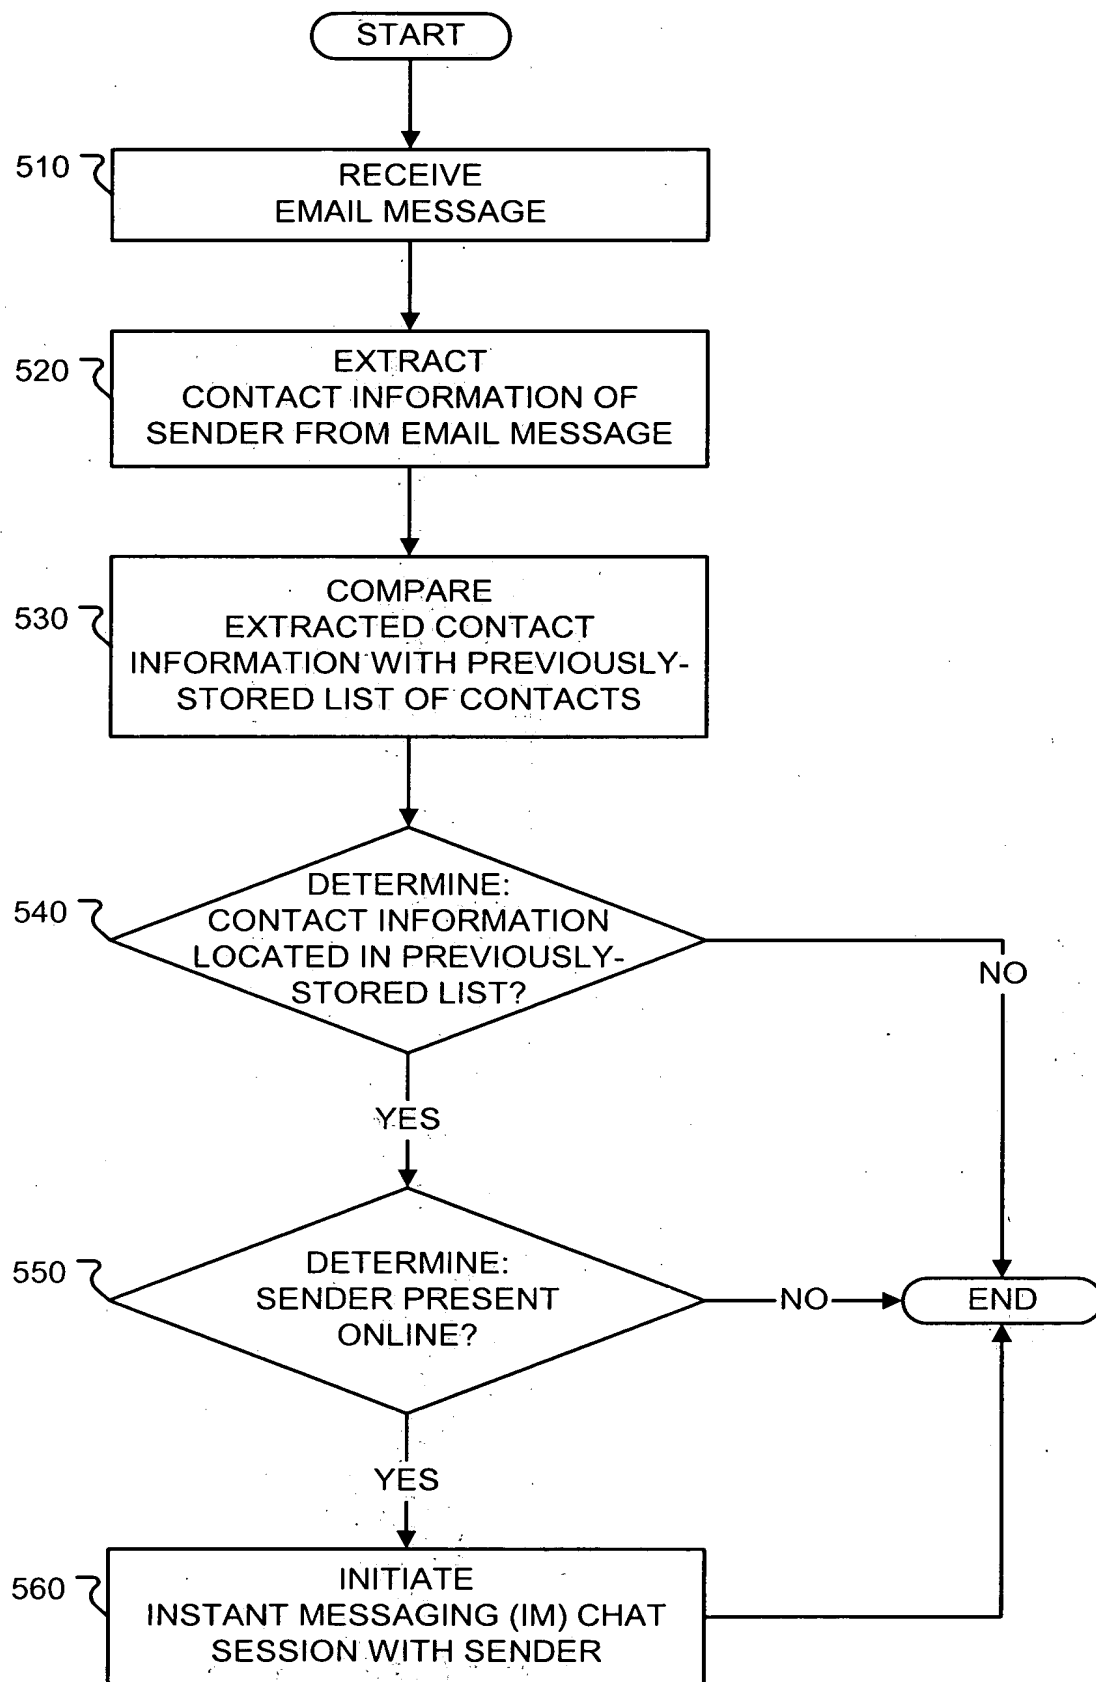 START
510
RECEIVE
EMAIL MESSAGE
520
EXTRACT
CONTACT INFORMATION OF
SENDER FROM EMAIL MESSAGE
530
COMPARE
EXTRACTED CONTACT
INFORMATION WITH PREVIOUSLY-
STORED LIST OF CONTACTS
540
DETERMINE:
CONTACT INFORMATION
LOCATED IN PREVIOUSLY-
STORED LIST?
NO
YES
550
DETERMINE:
SENDER PRESENT
ONLINE?
NO
END
YES
560
INITIATE
INSTANT MESSAGING (IM) CHAT
SESSION WITH SENDER